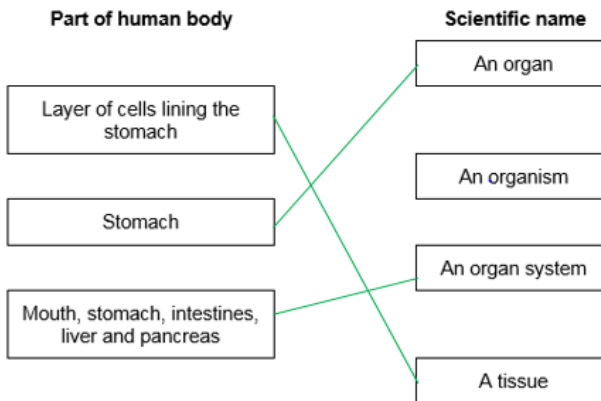 Part of human body
Scientific name
An organ
Layer of cells lining the
stomach
An organism
Stomach
An organ system
Mouth, stomach, intestines,
liver and pancreas
A tissue